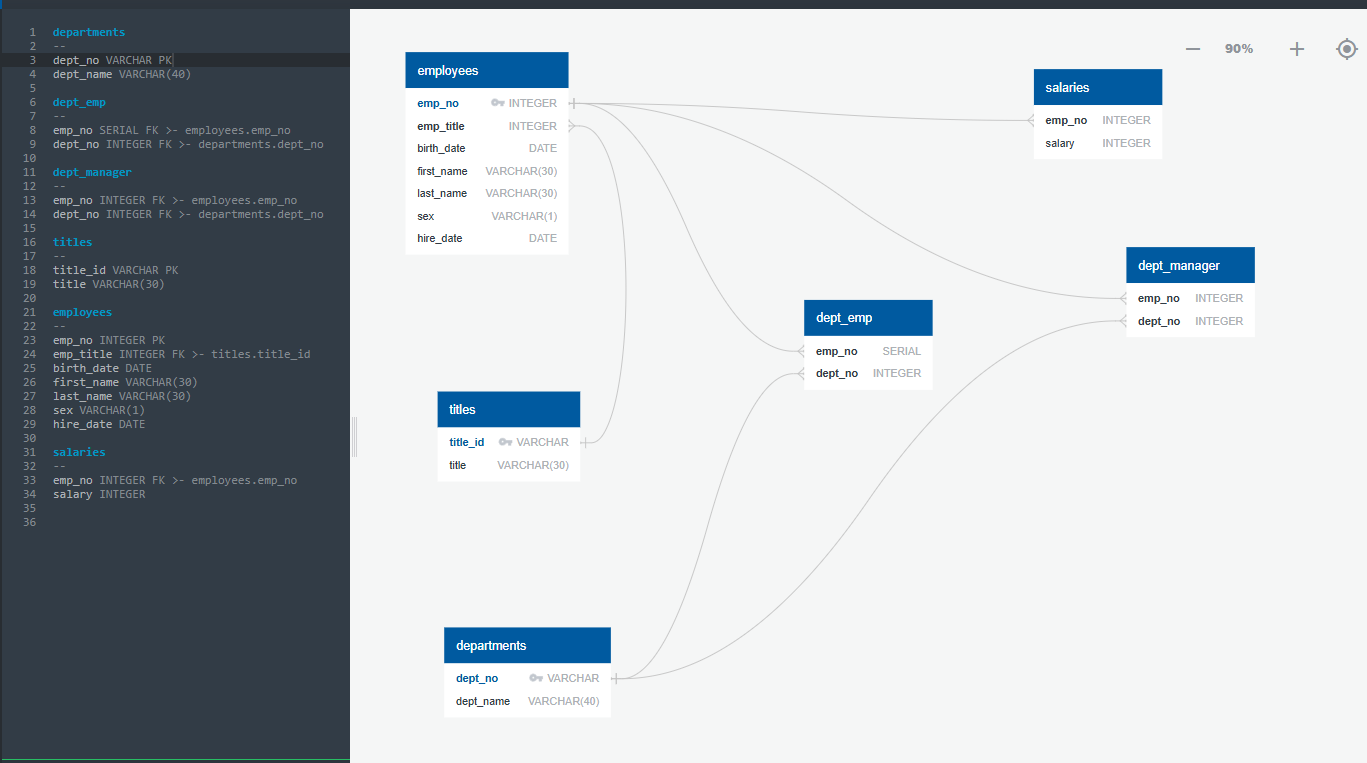 1 departments
2 --
3 dept_no VARCHAR PK
4 dept_name VARCHAR(40)
5
6 dept_emp
7 --
8 emp_no SERIAL FK >- employees.emp_no
9 dept_no INTEGER FK >- departments.dept_no
10
11 dept_manager
12 --
13 emp_no INTEGER FK >- employees.emp_no
14 dept_no INTEGER FK >- departments.dept_no
15
16 titles
17 --
18 title_id VARCHAR PK
19 title VARCHAR(30)
20
21 employees
22 --
23 emp_no INTEGER PK
24 emp_title INTEGER FK >- titles.title_id
25 birth_date DATE
26 first_name VARCHAR(30)
27 last_name VARCHAR(30)
28 sex VARCHAR(1)
29 hire_date DATE
30
31 salaries
32 --
33 emp_no INTEGER FK >- employees.emp_no
34 salary INTEGER
35
36
90%
employees
emp_no INTEGER
emp_title INTEGER
birth_date DATE
first_name VARCHAR(30)
last_name VARCHAR(30)
sex VARCHAR(1)
hire_date DATE
salaries
emp_no INTEGER
salary INTEGER
dept_manager
emp_no INTEGER
dept_no INTEGER
dept_emp
emp_no SERIAL
dept_no INTEGER
titles
title_id VARCHAR
title VARCHAR(30)
departments
dept_no VARCHAR
dept_name VARCHAR(40)